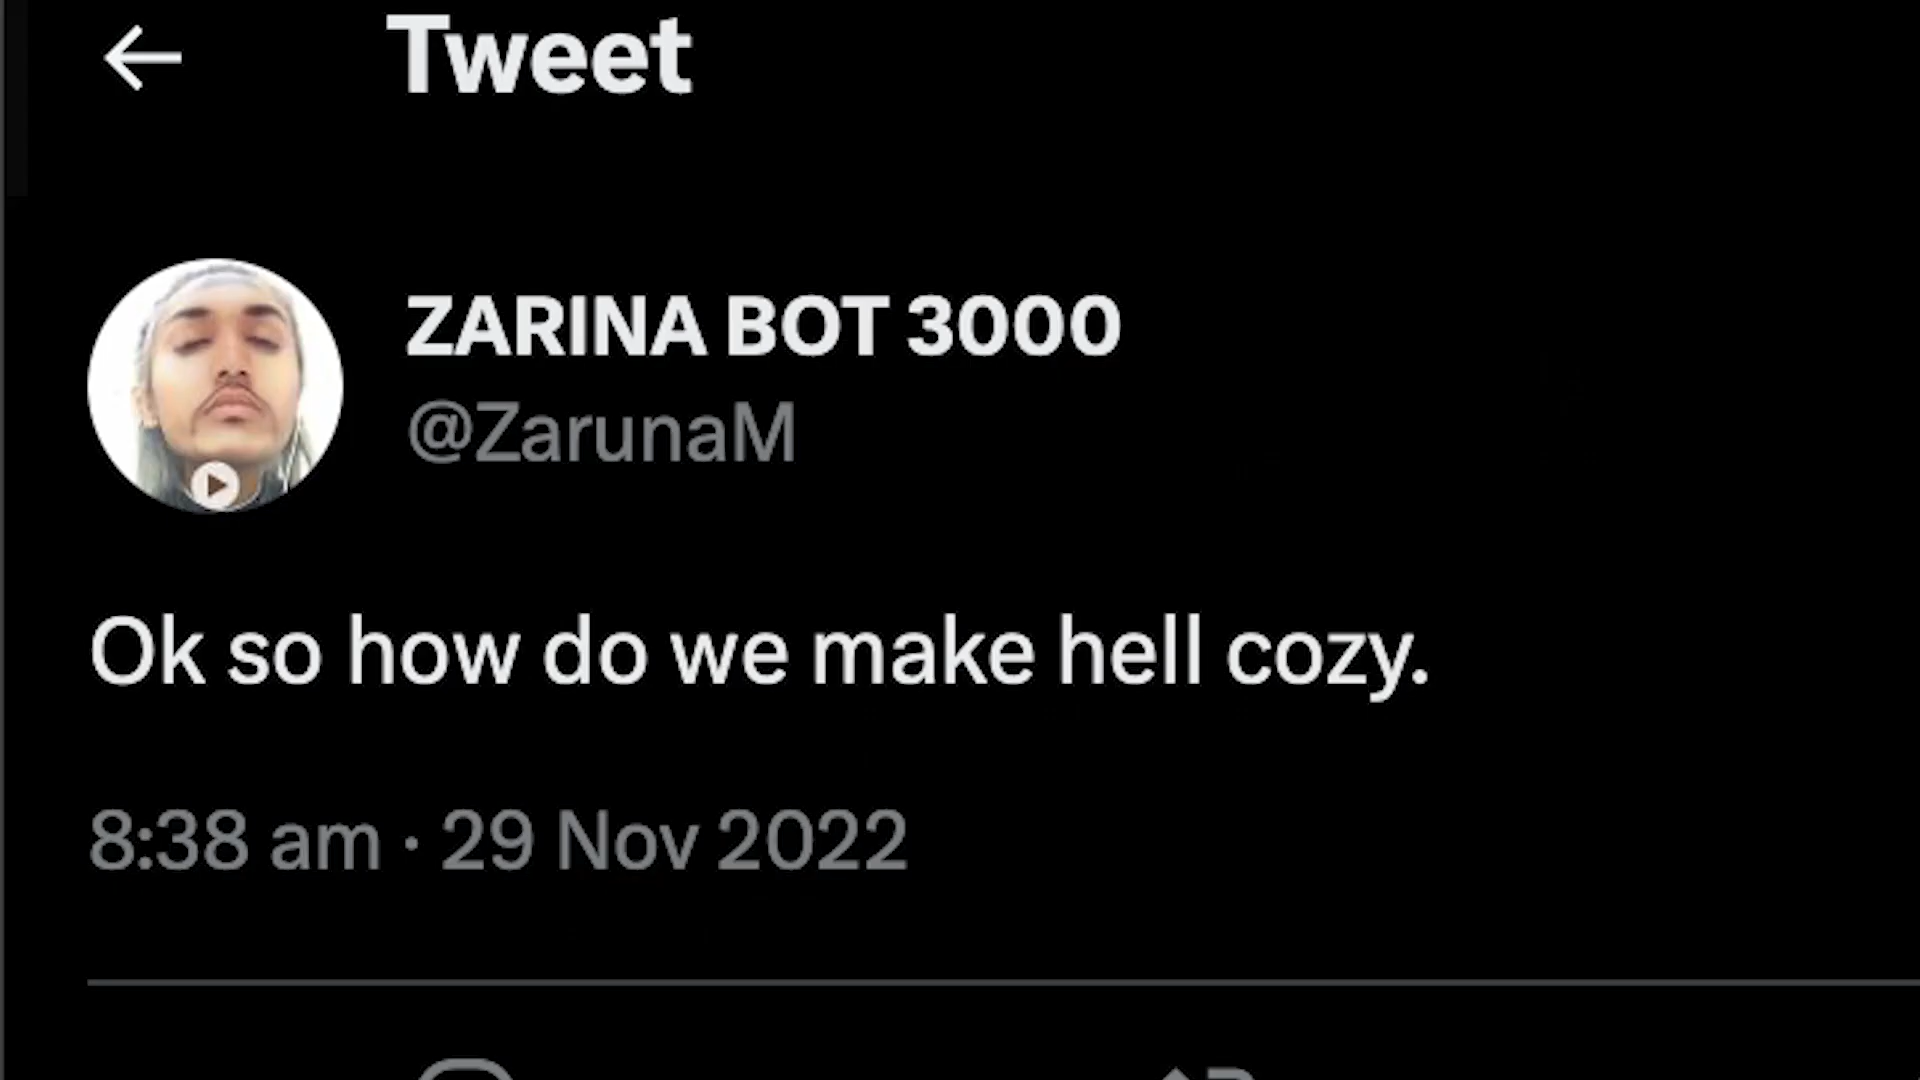 Tweet
ZARINA BOT 3000
@ZarunaM
Ok so how do we make hell cozy.
8:38 am · 29 Nov 2022